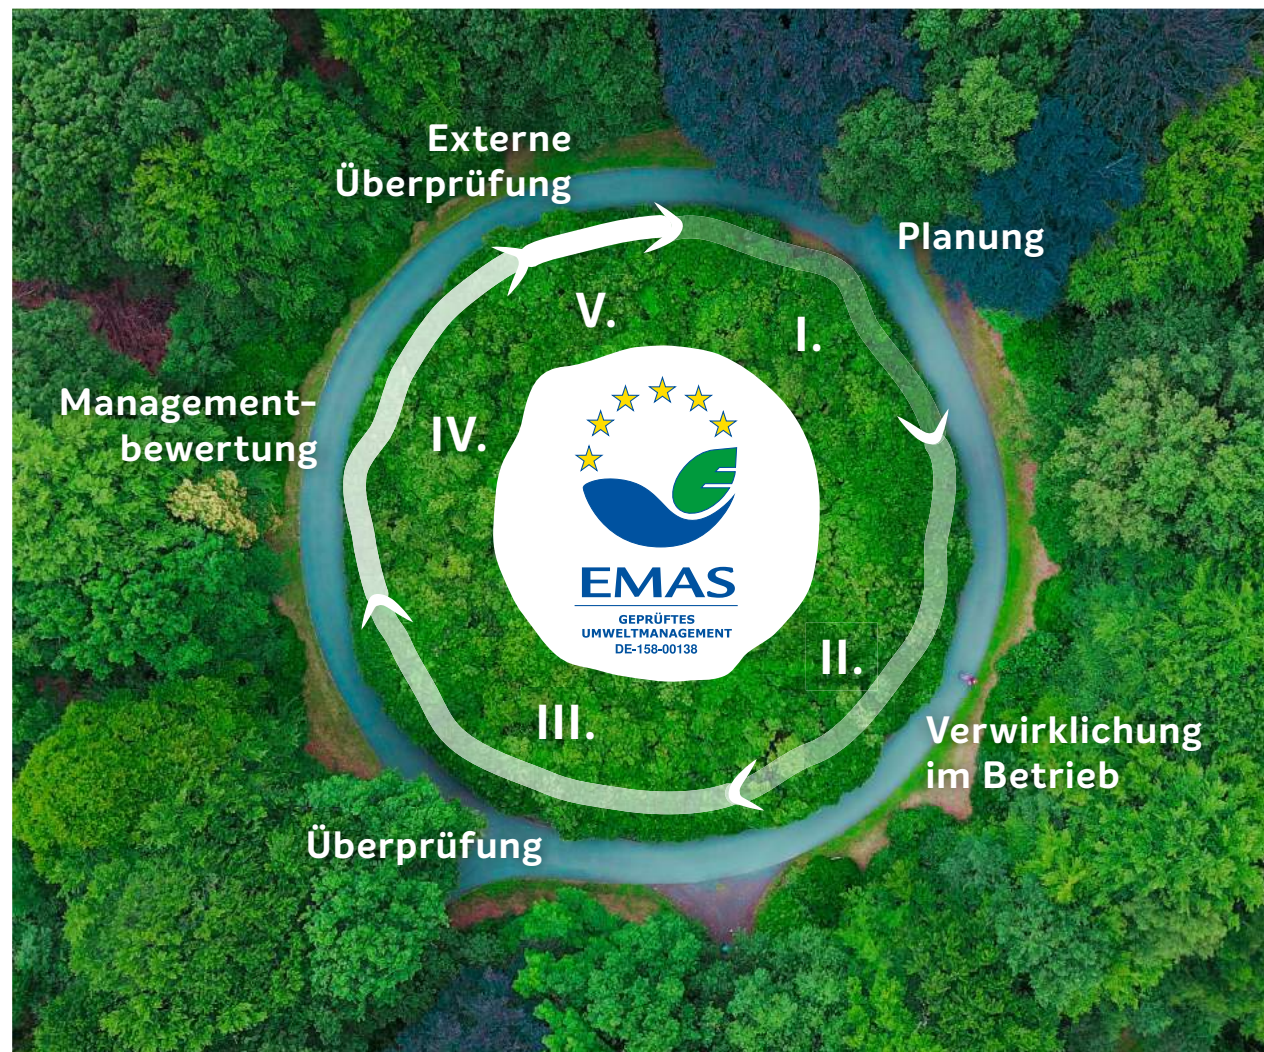 Externe
Überprüfung
Planung
V.
I.
Management-
bewertung
IV.
EMAS
GEPRÜFTES
UMWELTMANAGEMENT
DE-158-00138
II.
III.
Verwirklichung
im Betrieb
Überprüfung